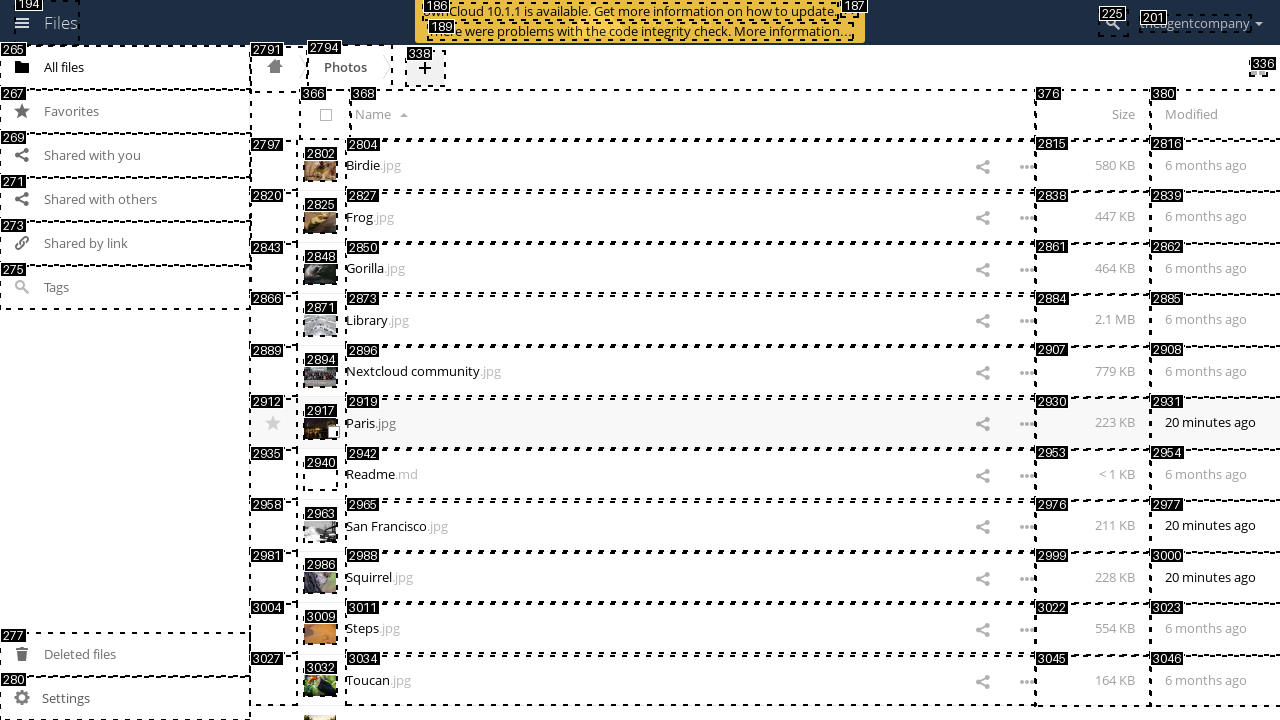 194
Files
186
ownCloud 10.1.1 is available. Get more information on how to update.
187
189
There were problems with the code integrity check. More information…
225
201
theagentcompany
265
All files
267
Favorites
269
Shared with you
271
Shared with others
273
Shared by link
275
Tags
277
Deleted files
280
Settings
2791
2794
Photos
338
+
336
366
368
Name
376
Size
380
Modified
2797
2802
2804
Birdie.jpg
2815
580 KB
2816
6 months ago
2820
2825
2827
Frog.jpg
2838
447 KB
2839
6 months ago
2843
2848
2850
Gorilla.jpg
2861
464 KB
2862
6 months ago
2866
2871
2873
Library.jpg
2884
2.1 MB
2885
6 months ago
2889
2894
2896
Nextcloud community.jpg
2907
779 KB
2908
6 months ago
2912
2917
2919
Paris.jpg
2930
223 KB
2931
20 minutes ago
2935
2940
2942
Readme.md
2953
< 1 KB
2954
6 months ago
2958
2963
2965
San Francisco.jpg
2976
211 KB
2977
20 minutes ago
2981
2986
2988
Squirrel.jpg
2999
228 KB
3000
20 minutes ago
3004
3009
3011
Steps.jpg
3022
554 KB
3023
6 months ago
3027
3032
3034
Toucan.jpg
3045
164 KB
3046
6 months ago